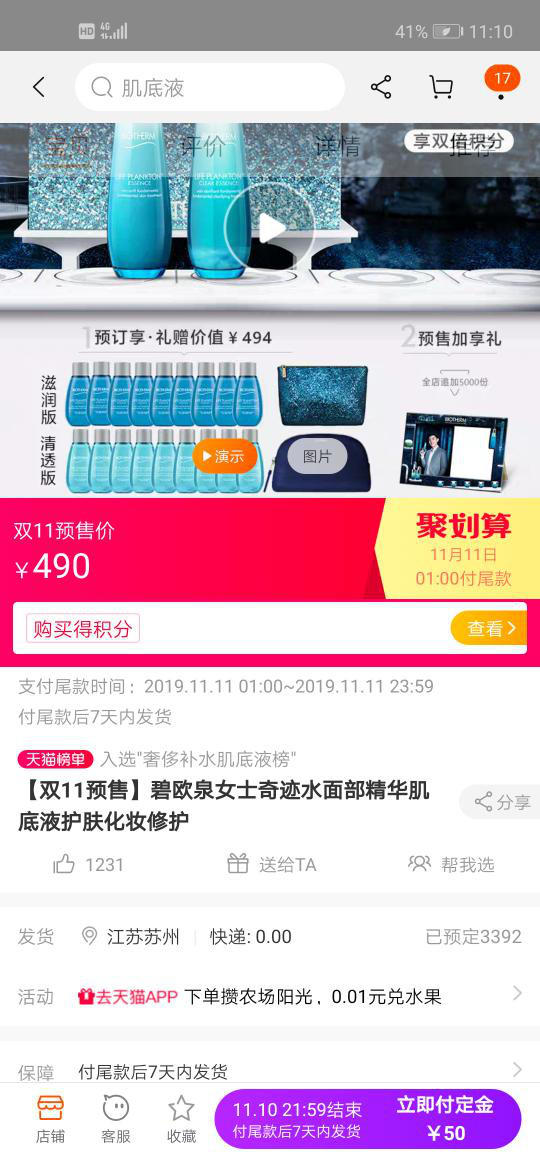 HD 4G 41% 11:10
肌底液 17
宝贝 评价 详情 推荐
享双倍积分
BIOTHERM BIOTHERM
LIFE PLANKTON LIFE PLANKTON
ESSENCE CLEAR ESSENCE
1 预订享·礼赠价值￥494
2 预售加享礼
全店追加5000份
滋润版
清透版
BIOTHERM
演示 图片
双11预售价
￥490
聚划算
11月11日
01:00付尾款
购买得积分 查看
支付尾款时间：2019.11.11 01:00~2019.11.11 23:59
付尾款后7天内发货
天猫榜单 入选"奢侈补水肌底液榜"
【双11预售】碧欧泉女士奇迹水面部精华肌
底液护肤化妆修护
分享
1231 送给TA 帮我选
发货 江苏苏州 快递: 0.00 已预定3392
活动 去天猫APP 下单攒农场阳光，0.01元兑水果
保障 付尾款后7天内发货
店铺 客服 收藏
11.10 21:59结束
付尾款后7天内发货
立即付定金
￥50